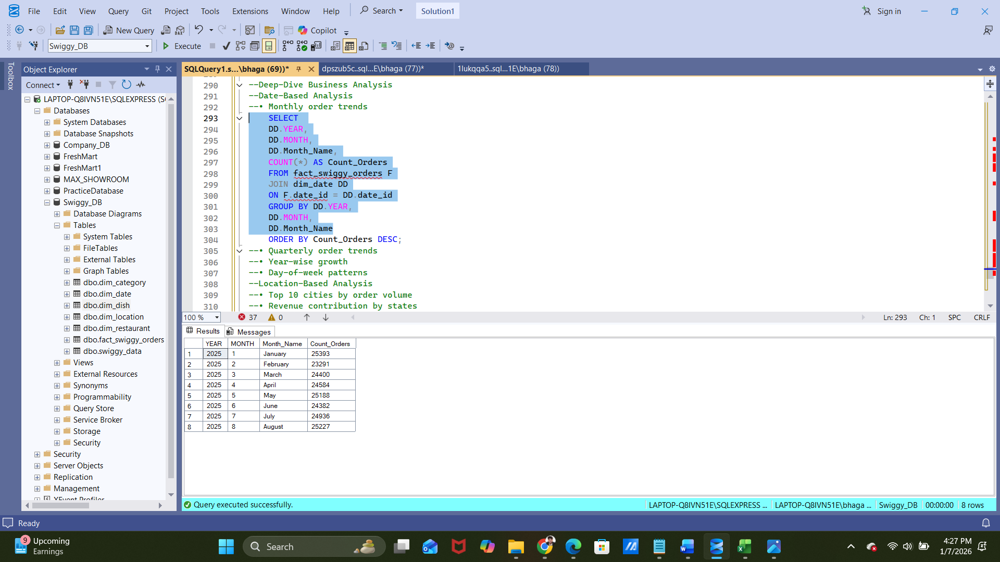 File Edit View Query Git Project Tools Extensions Window Help Search Solution1 Sign in
New Query DAX Copilot
Swiggy_DB Execute
Toolbox
Object Explorer
Connect
LAPTOP-Q8IVN51E\SQLEXPRESS (S
Databases
System Databases
Database Snapshots
Company_DB
FreshMart
FreshMart1
MAX_SHOWROOM
PracticeDatabase
Swiggy_DB
Database Diagrams
Tables
System Tables
FileTables
External Tables
Graph Tables
dbo.dim_category
dbo.dim_date
dbo.dim_dish
dbo.dim_location
dbo.dim_restaurant
dbo.fact_swiggy_orders
dbo.swiggy_data
Views
External Resources
Synonyms
Programmability
Query Store
Service Broker
Storage
Security
Security
Server Objects
Replication
Management
XEvent Profiler
SQLQuery1.s...\bhaga (69))* dpszub5c..sql...E\bhaga (77))* 1lukqqa5..sql...1E\bhaga (78))
290 --Deep-Dive Business Analysis
291 --Date-Based Analysis
292 --• Monthly order trends
293 SELECT
294 DD.YEAR,
295 DD.MONTH,
296 DD.Month_Name,
297 COUNT(*) AS Count_Orders
298 FROM fact_swiggy_orders F
299 JOIN dim_date DD
300 ON F.date_id = DD.date_id
301 GROUP BY DD.YEAR,
302 DD.MONTH,
303 DD.Month_Name
304 ORDER BY Count_Orders DESC;
305 --• Quarterly order trends
306 --• Year-wise growth
307 --• Day-of-week patterns
308 --Location-Based Analysis
309 --• Top 10 cities by order volume
310 --• Revenue contribution by states
100 % 37 0 Ln: 293 Ch: 1 SPC CRLF
Results Messages
YEAR MONTH Month_Name Count_Orders
1 2025 1 January 25393
2 2025 2 February 23291
3 2025 3 March 24400
4 2025 4 April 24584
5 2025 5 May 25188
6 2025 6 June 24382
7 2025 7 July 24936
8 2025 8 August 25227
Query executed successfully. LAPTOP-Q8IVN51E\SQLEXPRESS ... LAPTOP-Q8IVN51E\bhaga ... Swiggy_DB 00:00:00 8 rows
Ready
9 Upcoming
Earnings
Search
4:27 PM
1/7/2026